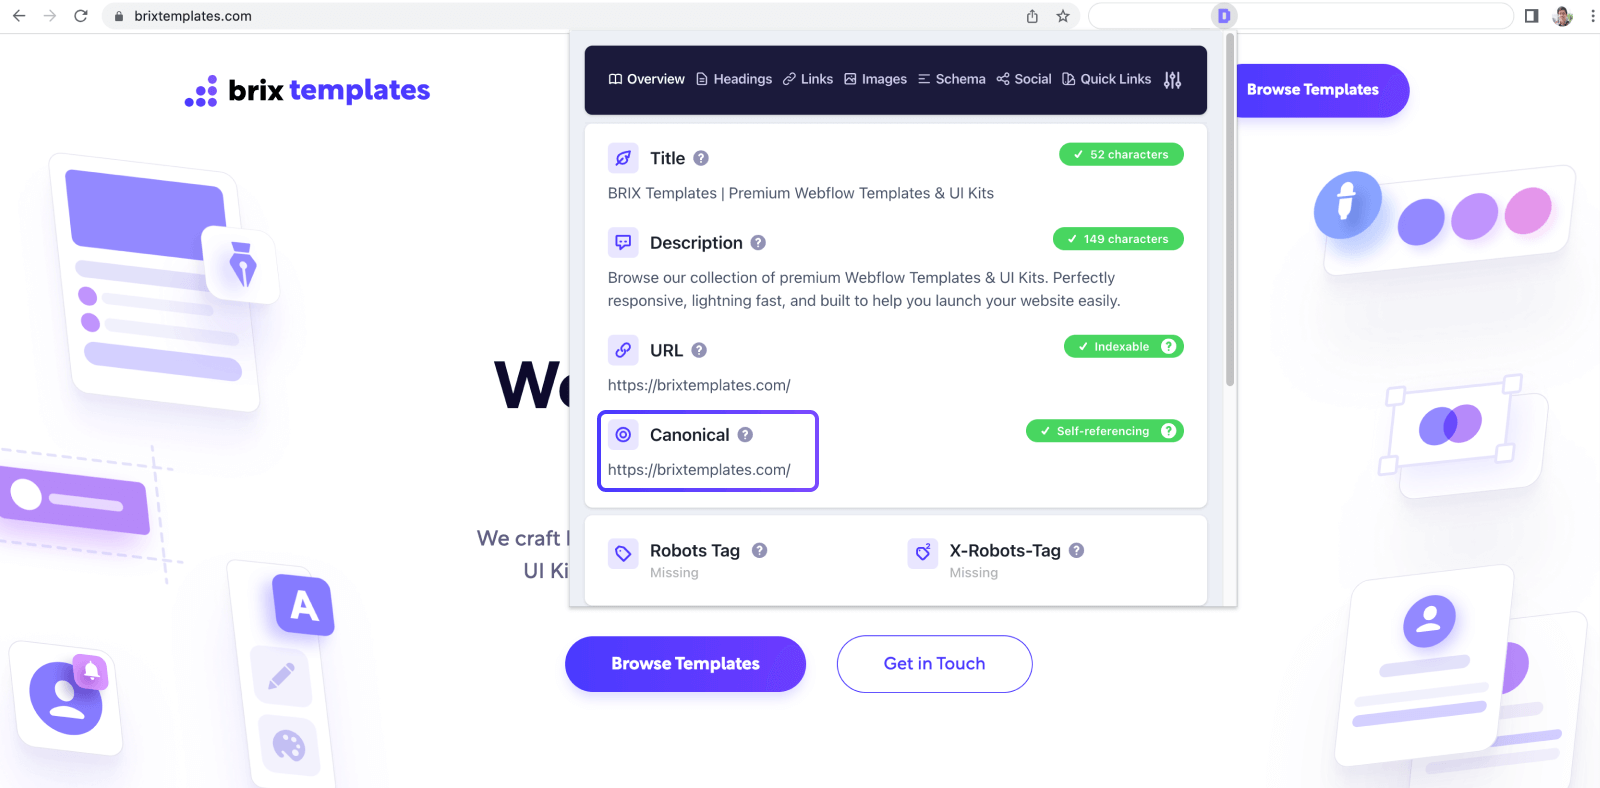 brixtemplates.com
D
brix templates
Overview Headings Links Images Schema Social Quick Links
Browse Templates
Title ?
✓ 52 characters
BRIX Templates | Premium Webflow Templates & UI Kits
Description ?
✓ 149 characters
Browse our collection of premium Webflow Templates & UI Kits. Perfectly
responsive, lightning fast, and built to help you launch your website easily.
URL ?
✓ Indexable ?
https://brixtemplates.com/
Canonical ?
✓ Self-referencing ?
https://brixtemplates.com/
We craft
UI Ki
Robots Tag ?
Missing
X-Robots-Tag ?
Missing
A
Browse Templates
Get in Touch